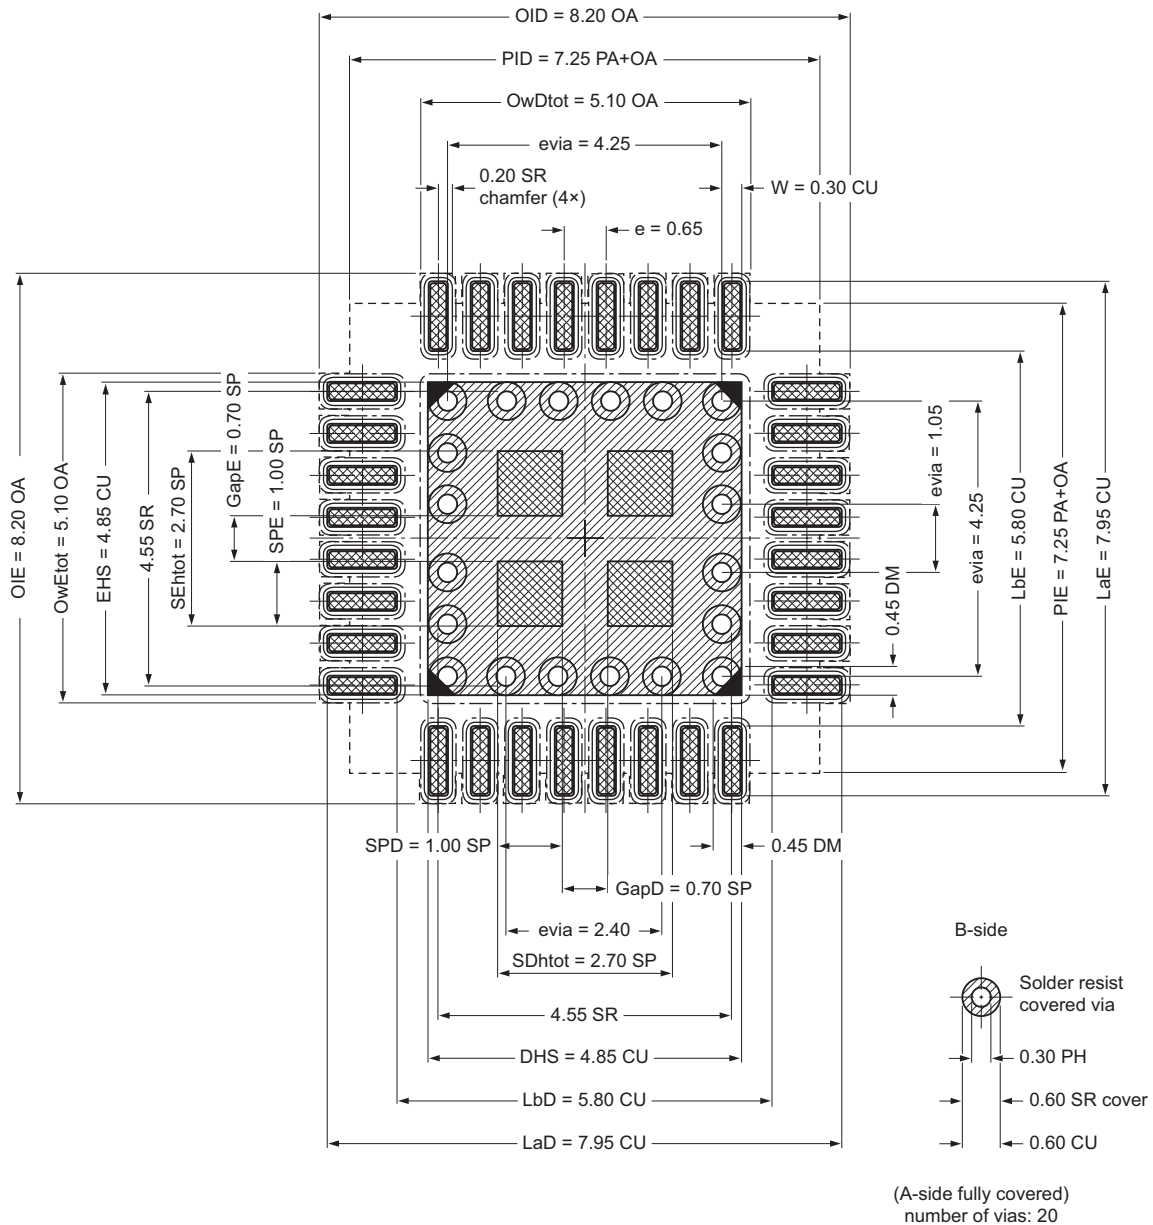 OID = 8.20 OA
PID = 7.25 PA+OA
OwDtot = 5.10 OA
evia = 4.25
0.20 SR
chamfer (4×)
W = 0.30 CU
e = 0.65
OIE = 8.20 OA
OwEtot = 5.10 OA
EHS = 4.85 CU
4.55 SR
SEhtot = 2.70 SP
GapE = 0.70 SP
SPE = 1.00 SP
evia = 1.05
evia = 4.25
0.45 DM
LbE = 5.80 CU
PIE = 7.25 PA+OA
LaE = 7.95 CU
SPD = 1.00 SP
0.45 DM
GapD = 0.70 SP
evia = 2.40
SDhtot = 2.70 SP
4.55 SR
DHS = 4.85 CU
LbD = 5.80 CU
LaD = 7.95 CU
B-side
Solder resist
covered via
0.30 PH
0.60 SR cover
0.60 CU
(A-side fully covered)
number of vias: 20